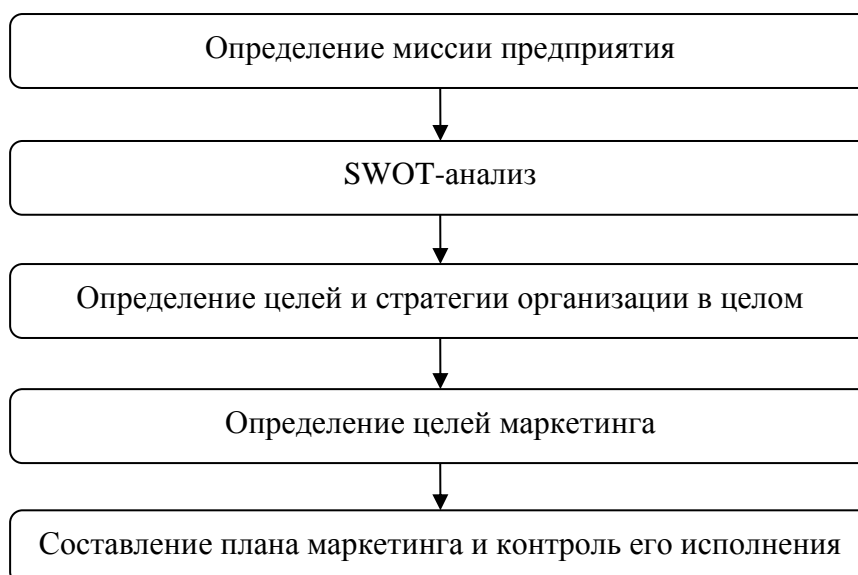 Определение миссии предприятия
SWOT-анализ
Определение целей и стратегии организации в целом
Определение целей маркетинга
Составление плана маркетинга и контроль его исполнения